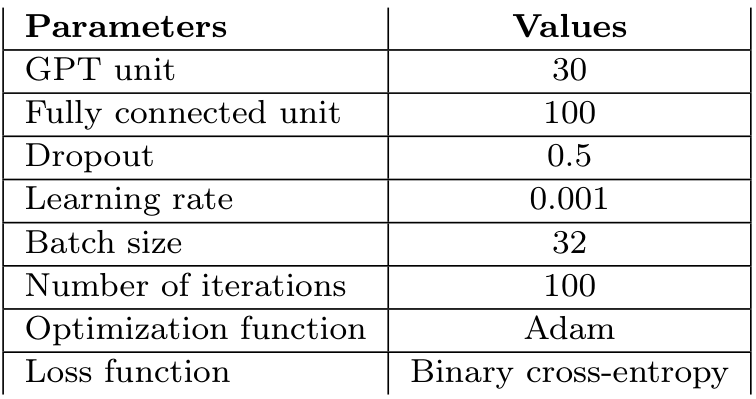 Parameters Values
GPT unit 30
Fully connected unit 100
Dropout 0.5
Learning rate 0.001
Batch size 32
Number of iterations 100
Optimization function Adam
Loss function Binary cross-entropy